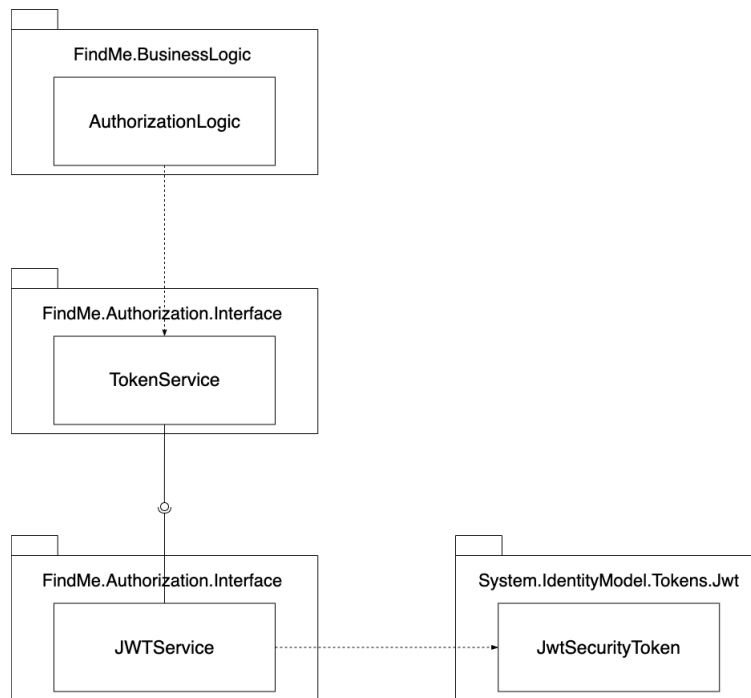 FindMe.BusinessLogic
AuthorizationLogic
FindMe.Authorization.Interface
TokenService
FindMe.Authorization.Interface
System.IdentityModel.Tokens.Jwt
JWTService
JwtSecurityToken